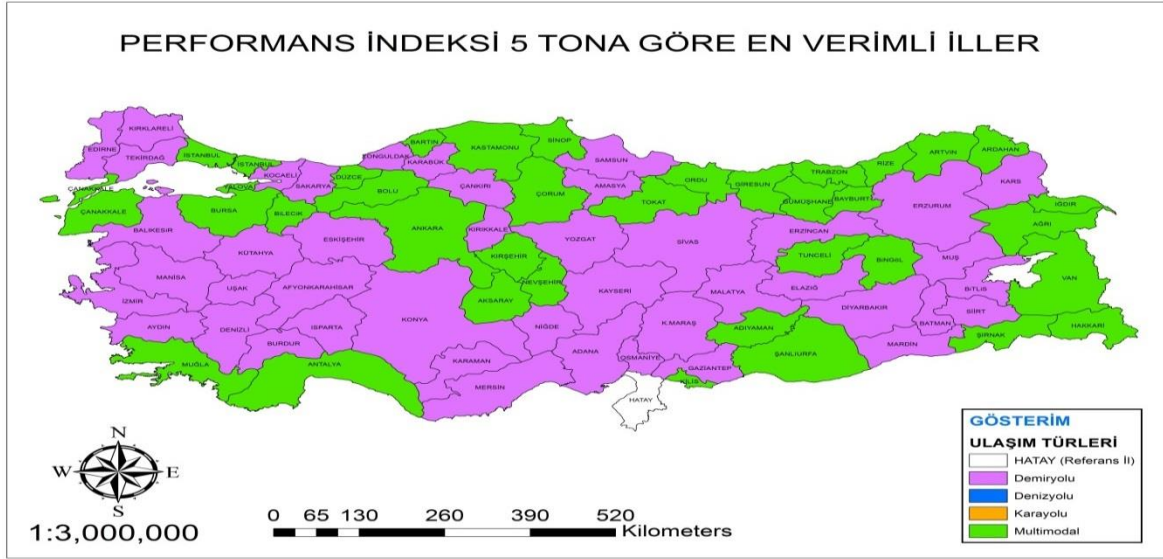 PERFORMANS İNDEKSİ 5 TONA GÖRE EN VERİMLİ İLLER
KIRKLARELİ
EDİRNE
TEKİRDAĞ
İSTANBUL
İSTANBUL
KOCAELİ
YALOVA
SAKARYA
DÜZCE
ZONGULDAK
BARTIN
KARABÜK
KASTAMONU
SİNOP
SAMSUN
ÇANKIRI
ÇORUM
AMASYA
ORDU
TOKAT
GİRESUN
TRABZON
GÜMÜŞHANE
BAYBURT
RİZE
ARTVİN
ARDAHAN
KARS
IĞDIR
AĞRI
ERZURUM
ERZİNCAN
ÇANAKKALE
ÇANAKKALE
BALIKESİR
BURSA
BİLECİK
BOLU
ANKARA
ESKİŞEHİR
KÜTAHYA
KIRIKKALE
KIRŞEHİR
YOZGAT
SİVAS
TUNCELİ
BİNGÖL
MUŞ
VAN
BİTLİS
MANİSA
UŞAK
AFYONKARAHİSAR
İZMİR
AYDIN
DENİZLİ
ISPARTA
BURDUR
KONYA
AKSARAY
NEVŞEHİR
NİĞDE
KAYSERİ
MALATYA
ELAZIĞ
DİYARBAKIR
BATMAN
SİİRT
HAKKARİ
ŞIRNAK
MARDİN
ŞANLIURFA
ADIYAMAN
K.MARAŞ
GAZİANTEP
KİLİS
OSMANİYE
ADANA
HATAY
MERSİN
KARAMAN
ANTALYA
MUĞLA
N
W E
S
1:3,000,000
0 65 130 260 390 520
Kilometers
GÖSTERİM
ULAŞIM TÜRLERİ
HATAY (Referans İl)
Demiryolu
Denizyolu
Karayolu
Multimodal